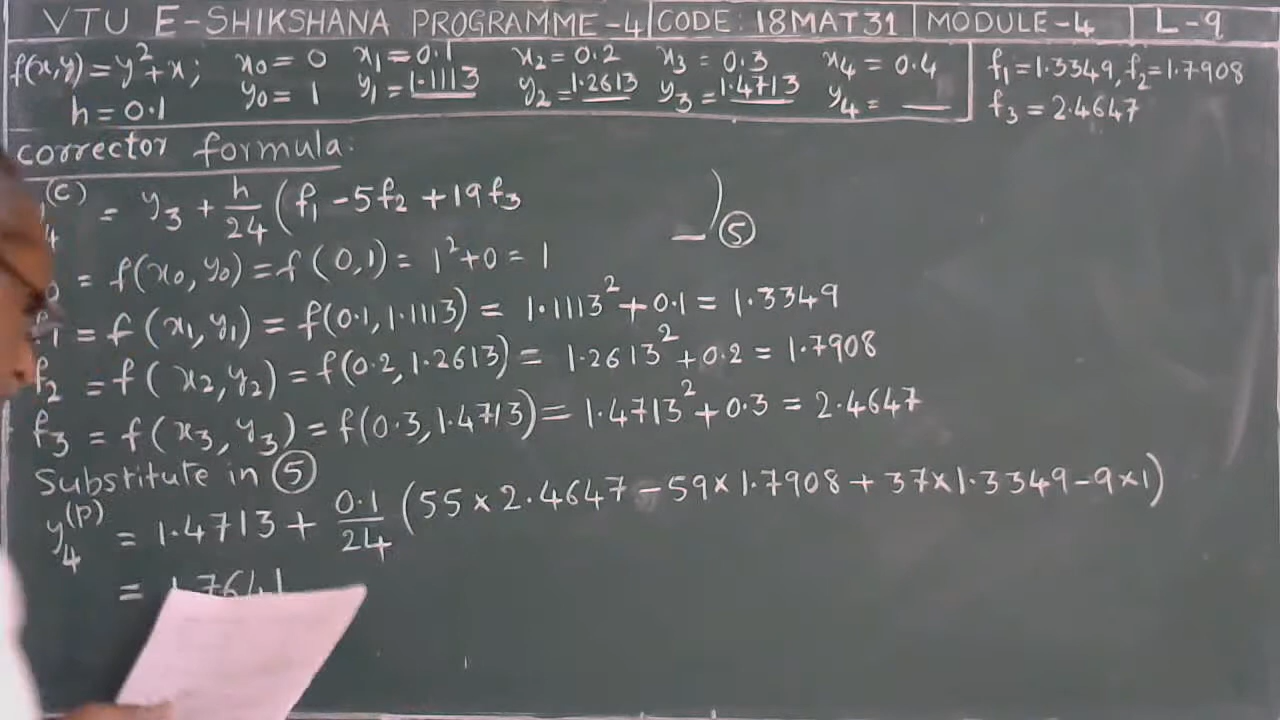 VTU E-SHIKSHANA PROGRAMME-4 | CODE: 18MAT31 | MODULE-4 | L-9
f(x,y) = y² + x; x₀ = 0 x₁ = 0.1 x₂ = 0.2 x₃ = 0.3 x₄ = 0.4
h = 0.1 y₀ = 1 y₁ = 1.1113 y₂ = 1.2613 y₃ = 1.4713 y₄ = __
f₁ = 1.3349, f₂ = 1.7908
f₃ = 2.4647
corrector formula:
₄^(c) = y₃ + h/24 (f₁ - 5f₂ + 19f₃ ) — ⑤
₀ = f(x₀, y₀) = f(0,1) = 1² + 0 = 1
f₁ = f(x₁, y₁) = f(0.1, 1.1113) = 1.1113² + 0.1 = 1.3349
f₂ = f(x₂, y₂) = f(0.2, 1.2613) = 1.2613² + 0.2 = 1.7908
f₃ = f(x₃, y₃) = f(0.3, 1.4713) = 1.4713² + 0.3 = 2.4647
Substitute in ⑤
y₄^(P) = 1.4713 + 0.1/24 (55 × 2.4647 - 59 × 1.7908 + 37 × 1.3349 - 9 × 1)
= 1.7641